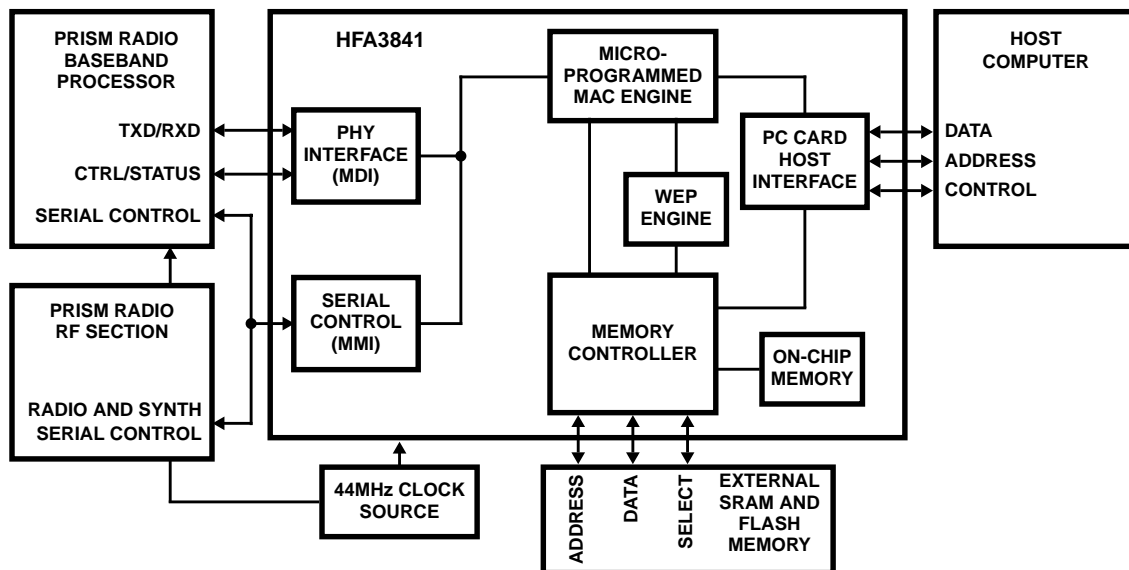 PRISM RADIO
BASEBAND
PROCESSOR
TXD/RXD
CTRL/STATUS
SERIAL CONTROL
PRISM RADIO
RF SECTION
RADIO AND SYNTH
SERIAL CONTROL
HFA3841
PHY
INTERFACE
(MDI)
SERIAL
CONTROL
(MMI)
MICRO-
PROGRAMMED
MAC ENGINE
WEP
ENGINE
PC CARD
HOST
INTERFACE
MEMORY
CONTROLLER
ON-CHIP
MEMORY
HOST
COMPUTER
DATA
ADDRESS
CONTROL
44MHz CLOCK
SOURCE
ADDRESS
DATA
SELECT
EXTERNAL
SRAM AND
FLASH
MEMORY